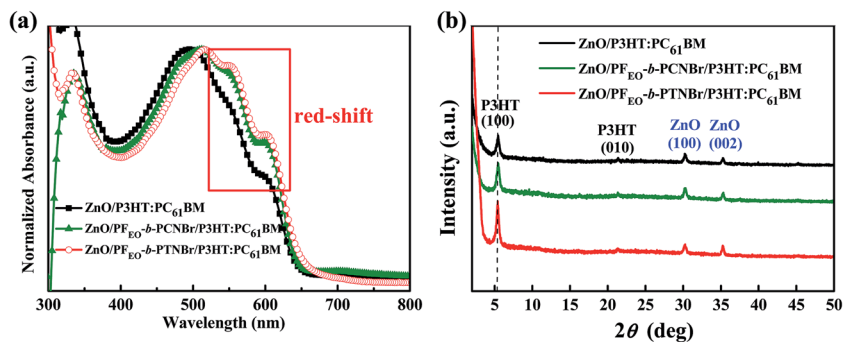 (a)
Normalized Absorbance (a.u.)
red-shift
ZnO/P3HT:PC61BM
ZnO/PFEO-b-PCNBr/P3HT:PC61BM
ZnO/PFEO-b-PTNBr/P3HT:PC61BM
300 400 500 600 700 800
Wavelength (nm)
(b)
Intensity (a.u.)
ZnO/P3HT:PC61BM
ZnO/PFEO-b-PCNBr/P3HT:PC61BM
ZnO/PFEO-b-PTNBr/P3HT:PC61BM
P3HT
(100)
P3HT
(010)
ZnO
(100)
ZnO
(002)
5 10 15 20 25 30 35 40 45 50
2θ (deg)